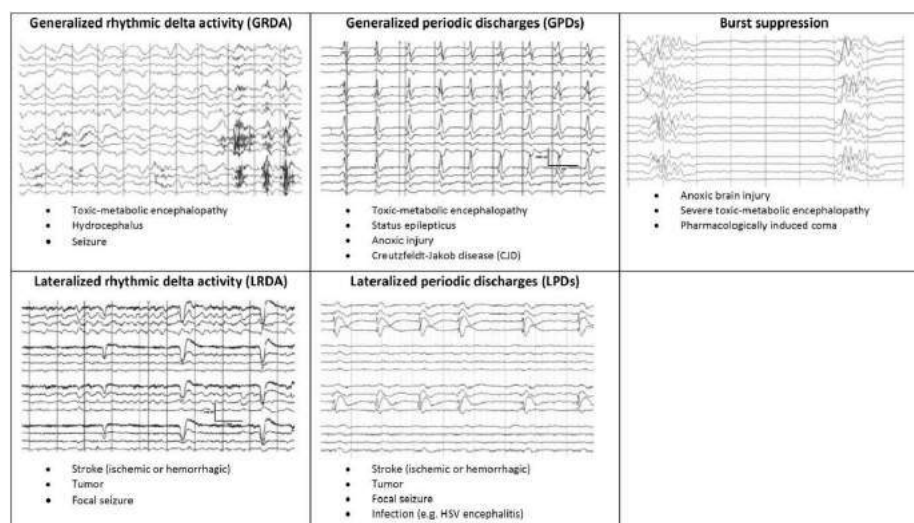 Generalized rhythmic delta activity (GRDA)
Toxic-metabolic encephalopathy
Hydrocephalus
Seizure
Generalized periodic discharges (GPDs)
Toxic-metabolic encephalopathy
Status epilepticus
Anoxic injury
Creutzfeldt-Jakob disease (CJD)
Burst suppression
Anoxic brain injury
Severe toxic-metabolic encephalopathy
Pharmacologically induced coma
Lateralized rhythmic delta activity (LRDA)
Stroke (ischemic or hemorrhagic)
Tumor
Focal seizure
Lateralized periodic discharges (LPDs)
Stroke (ischemic or hemorrhagic)
Tumor
Focal seizure
Infection (e.g. HSV encephalitis)